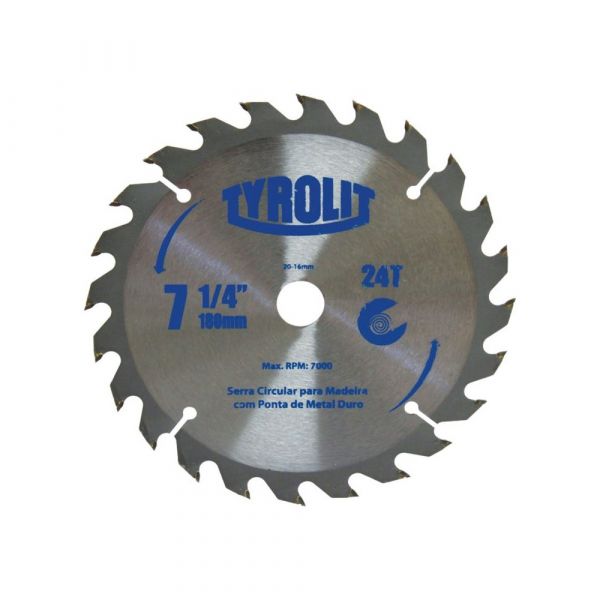 TYROLIT
20-16mm
7 1/4"
180mm
24T
Max. RPM: 7000
Serra Circular para Madeira
com Ponta de Metal Duro